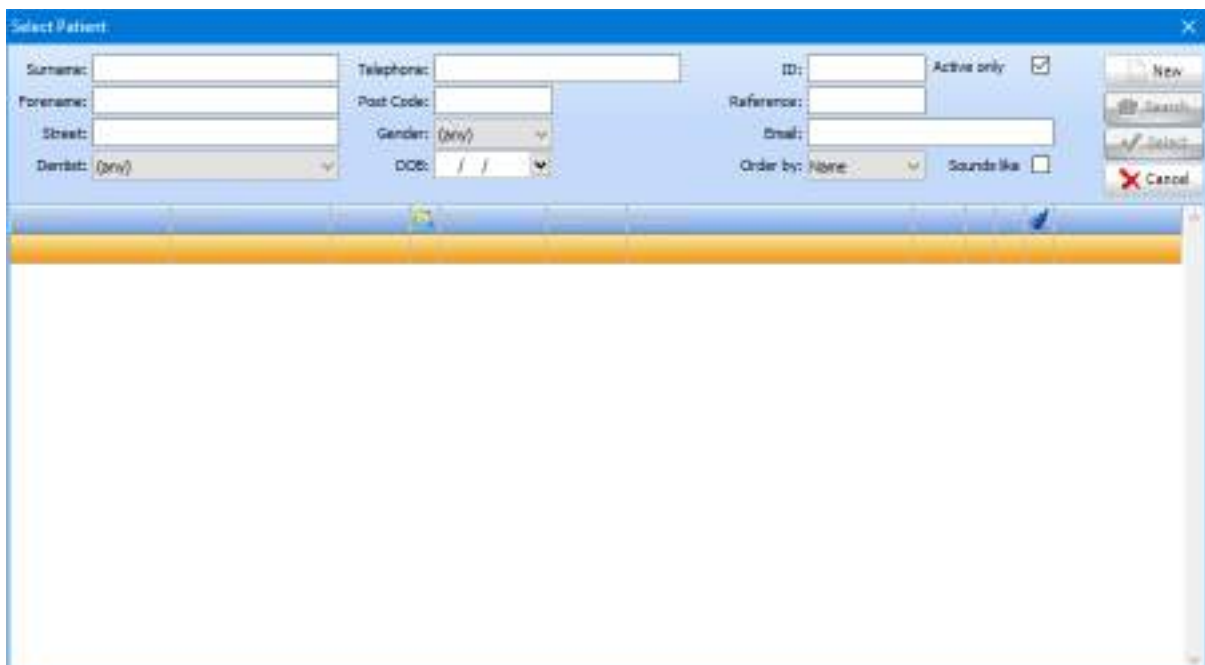 Select Patient
Surname: Telephone: ID: Active only New
Forename: Post Code: Reference: Search
Street: Gender: (any) Email: Select
Dentist: (any) DOB: / / Order by: Name Sounds like Cancel